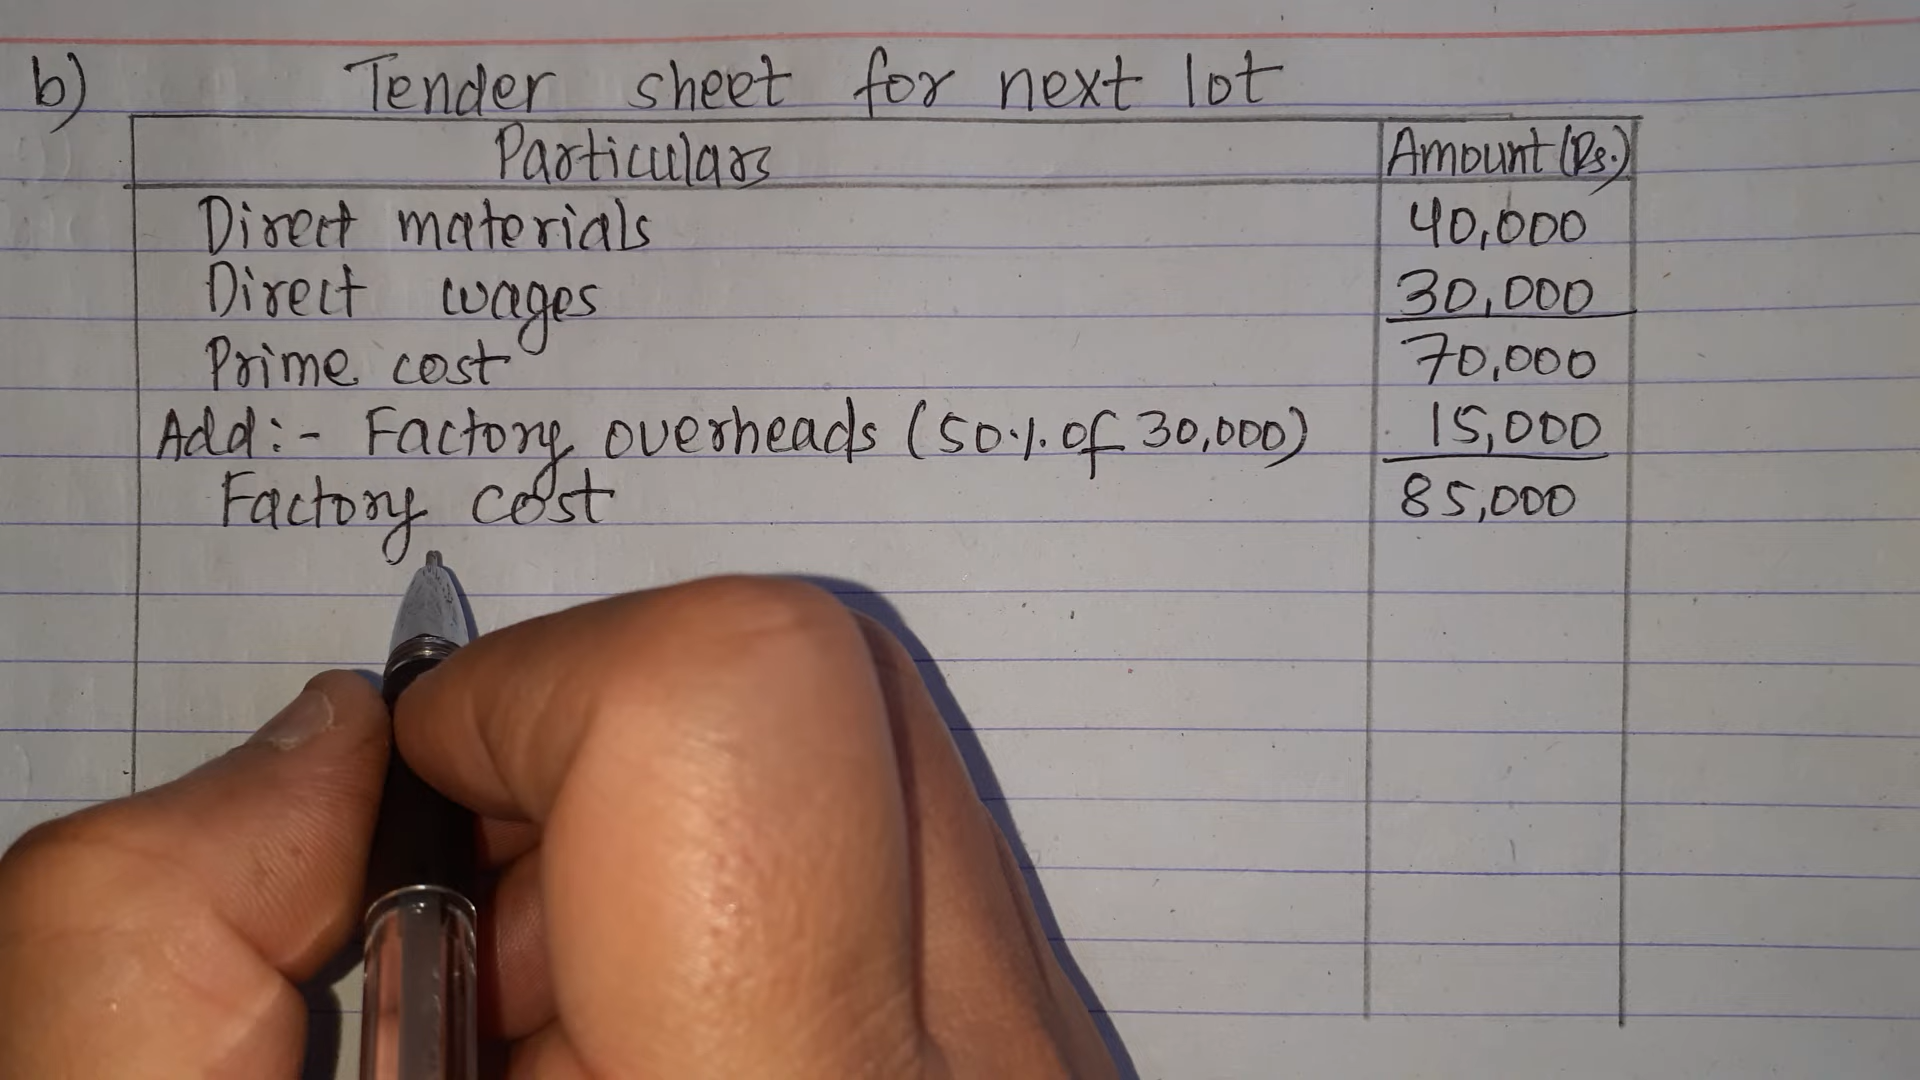 b) Tender sheet for next lot
Particulars Amount (Rs.)
Direct materials 40,000
Direct wages 30,000
Prime cost 70,000
Add:- Factory overheads (50% of 30,000) 15,000
Factory cost 85,000